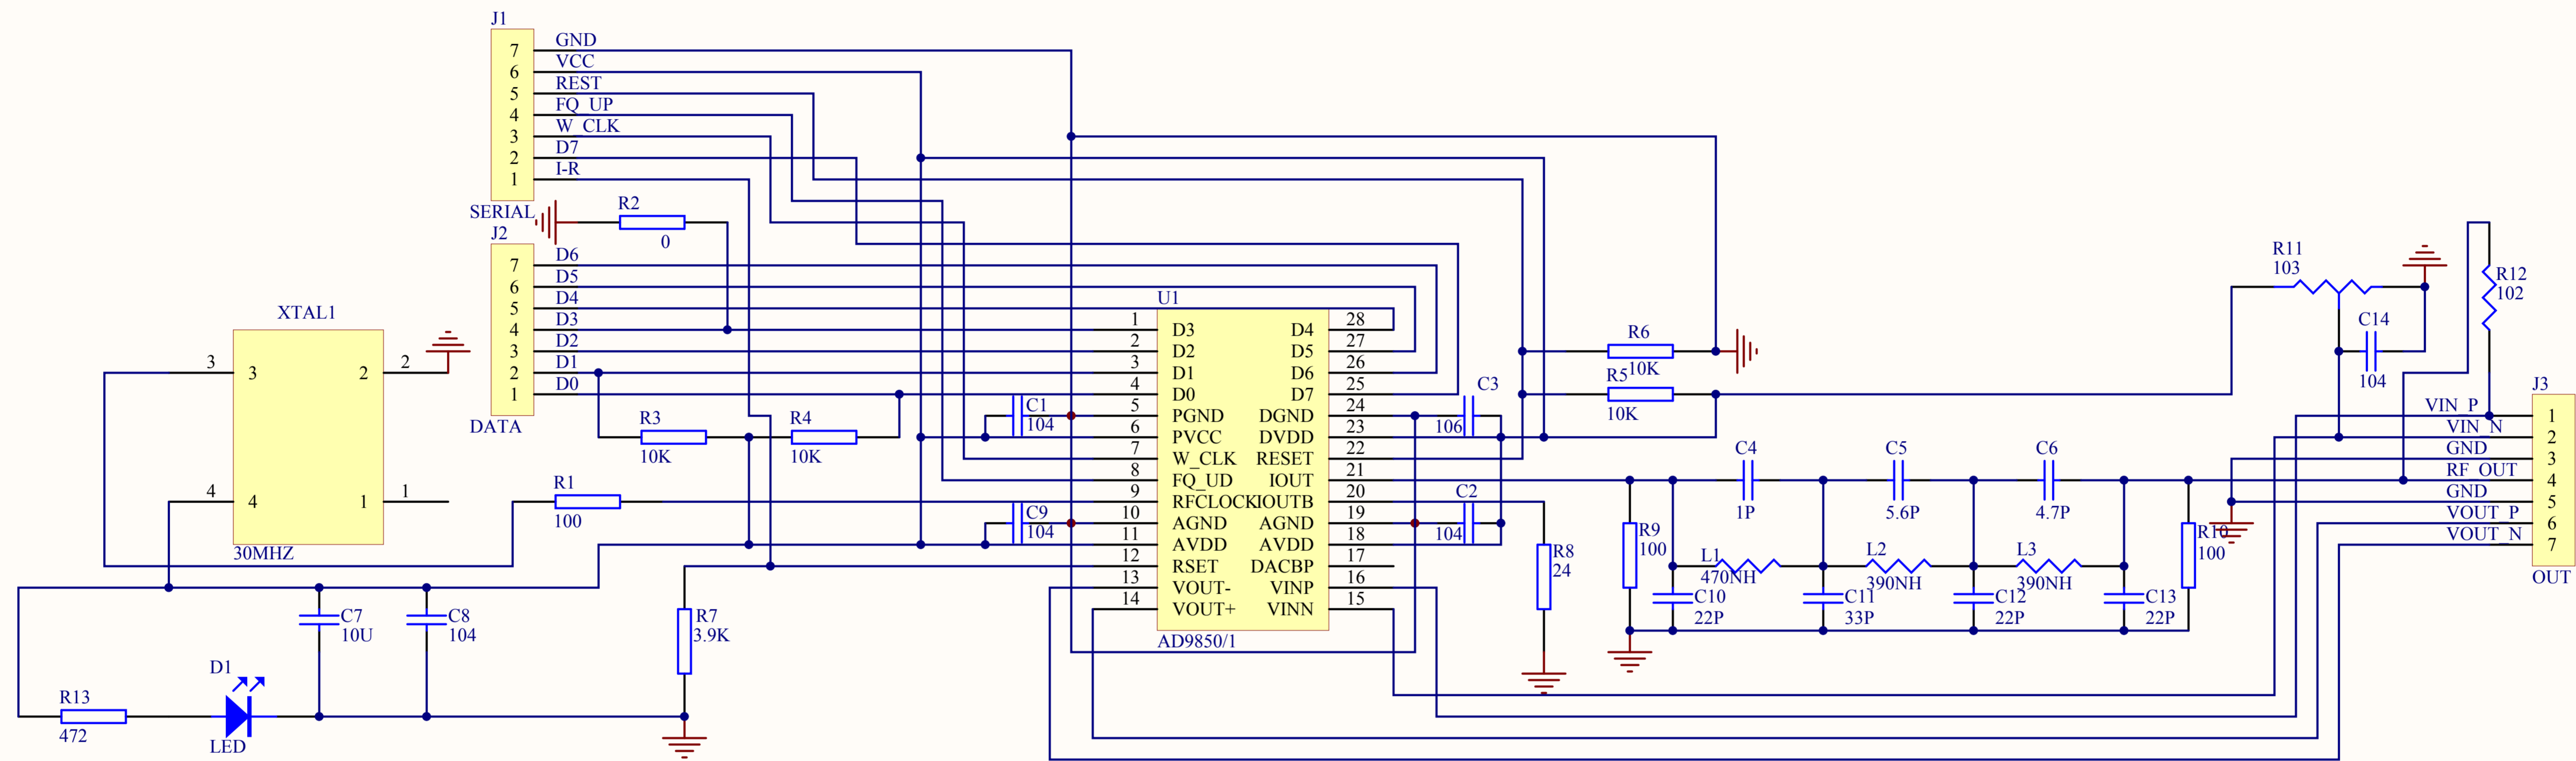 J1
7 GND
6 VCC
5 REST
4 FQ_UP
3 W_CLK
2 D7
1 I-R
SERIAL
R2
0
J2
7 D6
6 D5
5 D4
4 D3
3 D2
2 D1
1 D0
DATA
XTAL1
3 3 2 2
4 4 1 1
30MHZ
R3
10K
R4
10K
R1
100
C1
104
C9
104
C7
10U
C8
104
D1
LED
R13
472
R7
3.9K
U1
1 D3 D4 28
2 D2 D5 27
3 D1 D6 26
4 D0 D7 25
5 PGND DGND 24
6 PVCC DVDD 23
7 W_CLK RESET 22
8 FQ_UD IOUT 21
9 RFCLOCK IOUTB 20
10 AGND AGND 19
11 AVDD AVDD 18
12 RSET DACBP 17
13 VOUT- VINP 16
14 VOUT+ VINN 15
AD9850/1
C3
106
C2
104
R6
10K
R5
10K
R8
24
R9
100
C4
1P
C5
5.6P
C6
4.7P
L1
470NH
L2
390NH
L3
390NH
C10
22P
C11
33P
C12
22P
C13
22P
R10
100
R11
103
C14
104
R12
102
J3
VIN_P 1
VIN_N 2
GND 3
RF_OUT 4
GND 5
VOUT_P 6
VOUT_N 7
OUT